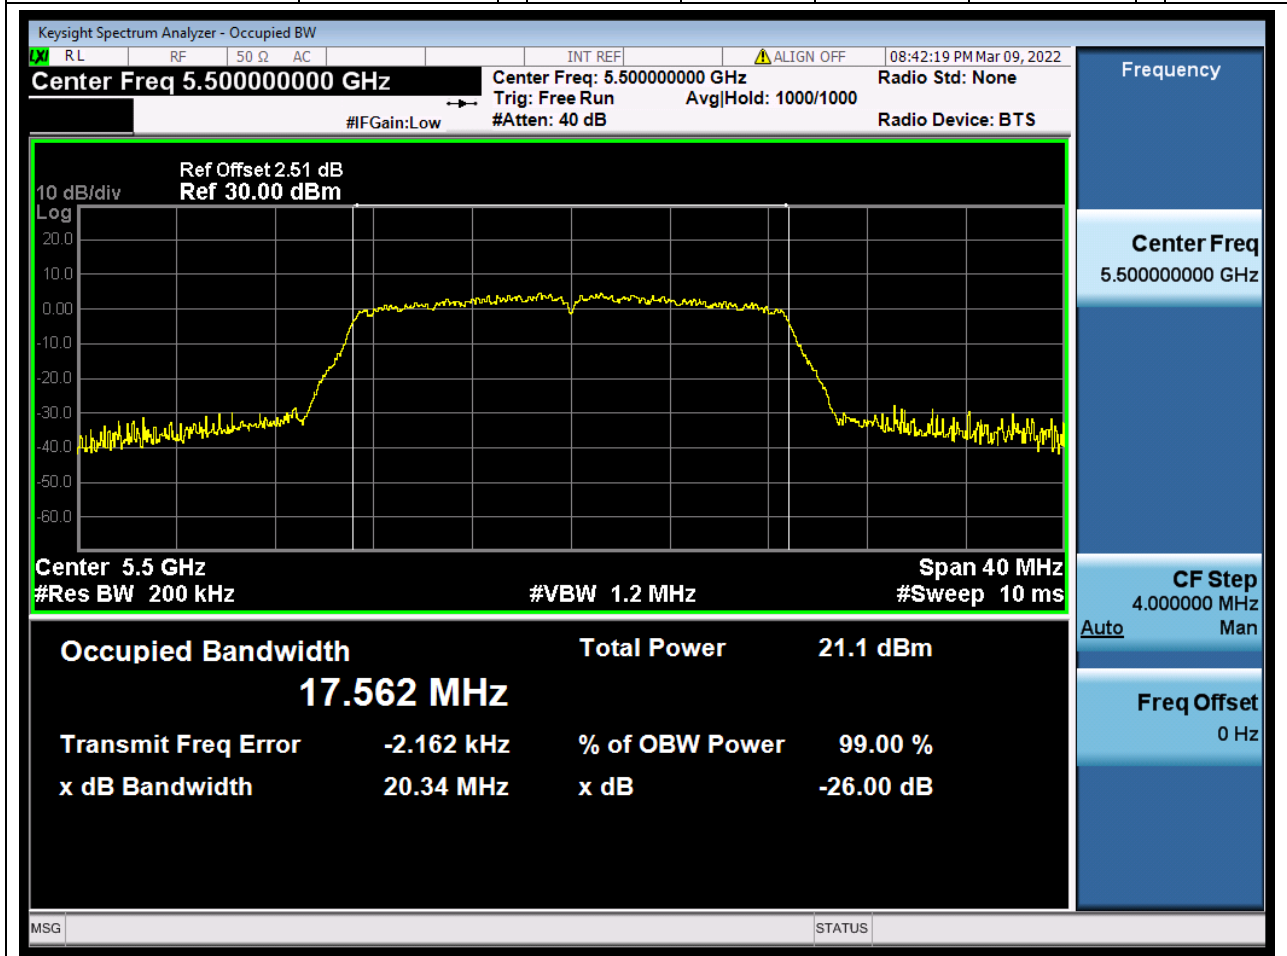 Keysight Spectrum Analyzer - Occupied BW
LXI RL RF 50 Ω AC INT REF ALIGN OFF 08:42:19 PM Mar 09, 2022
Center Freq 5.500000000 GHz
Center Freq: 5.500000000 GHz
Radio Std: None
Trig: Free Run Avg|Hold: 1000/1000
#IFGain:Low
#Atten: 40 dB
Radio Device: BTS
Ref Offset 2.51 dB
10 dB/div Ref 30.00 dBm
Log
20.0
10.0
0.00
-10.0
-20.0
-30.0
-40.0
-50.0
-60.0
Center 5.5 GHz Span 40 MHz
#Res BW 200 kHz #VBW 1.2 MHz #Sweep 10 ms
Occupied Bandwidth Total Power 21.1 dBm
17.562 MHz
Transmit Freq Error -2.162 kHz % of OBW Power 99.00 %
x dB Bandwidth 20.34 MHz x dB -26.00 dB
MSG STATUS
Frequency
Center Freq
5.500000000 GHz
CF Step
4.000000 MHz
Auto Man
Freq Offset
0 Hz